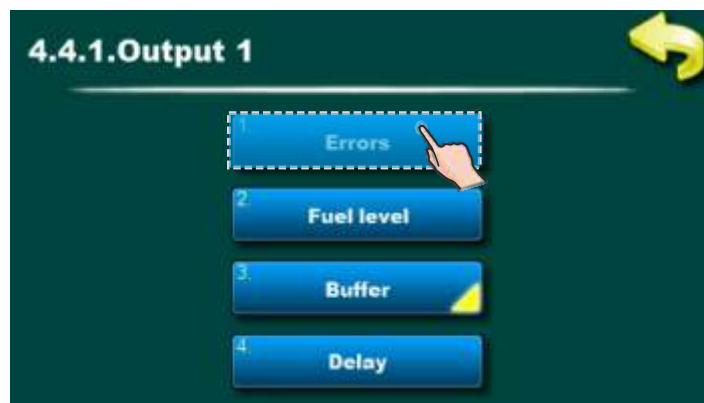 4.4.1.Output 1
1.
Errors
2.
Fuel level
3.
Buffer
4.
Delay